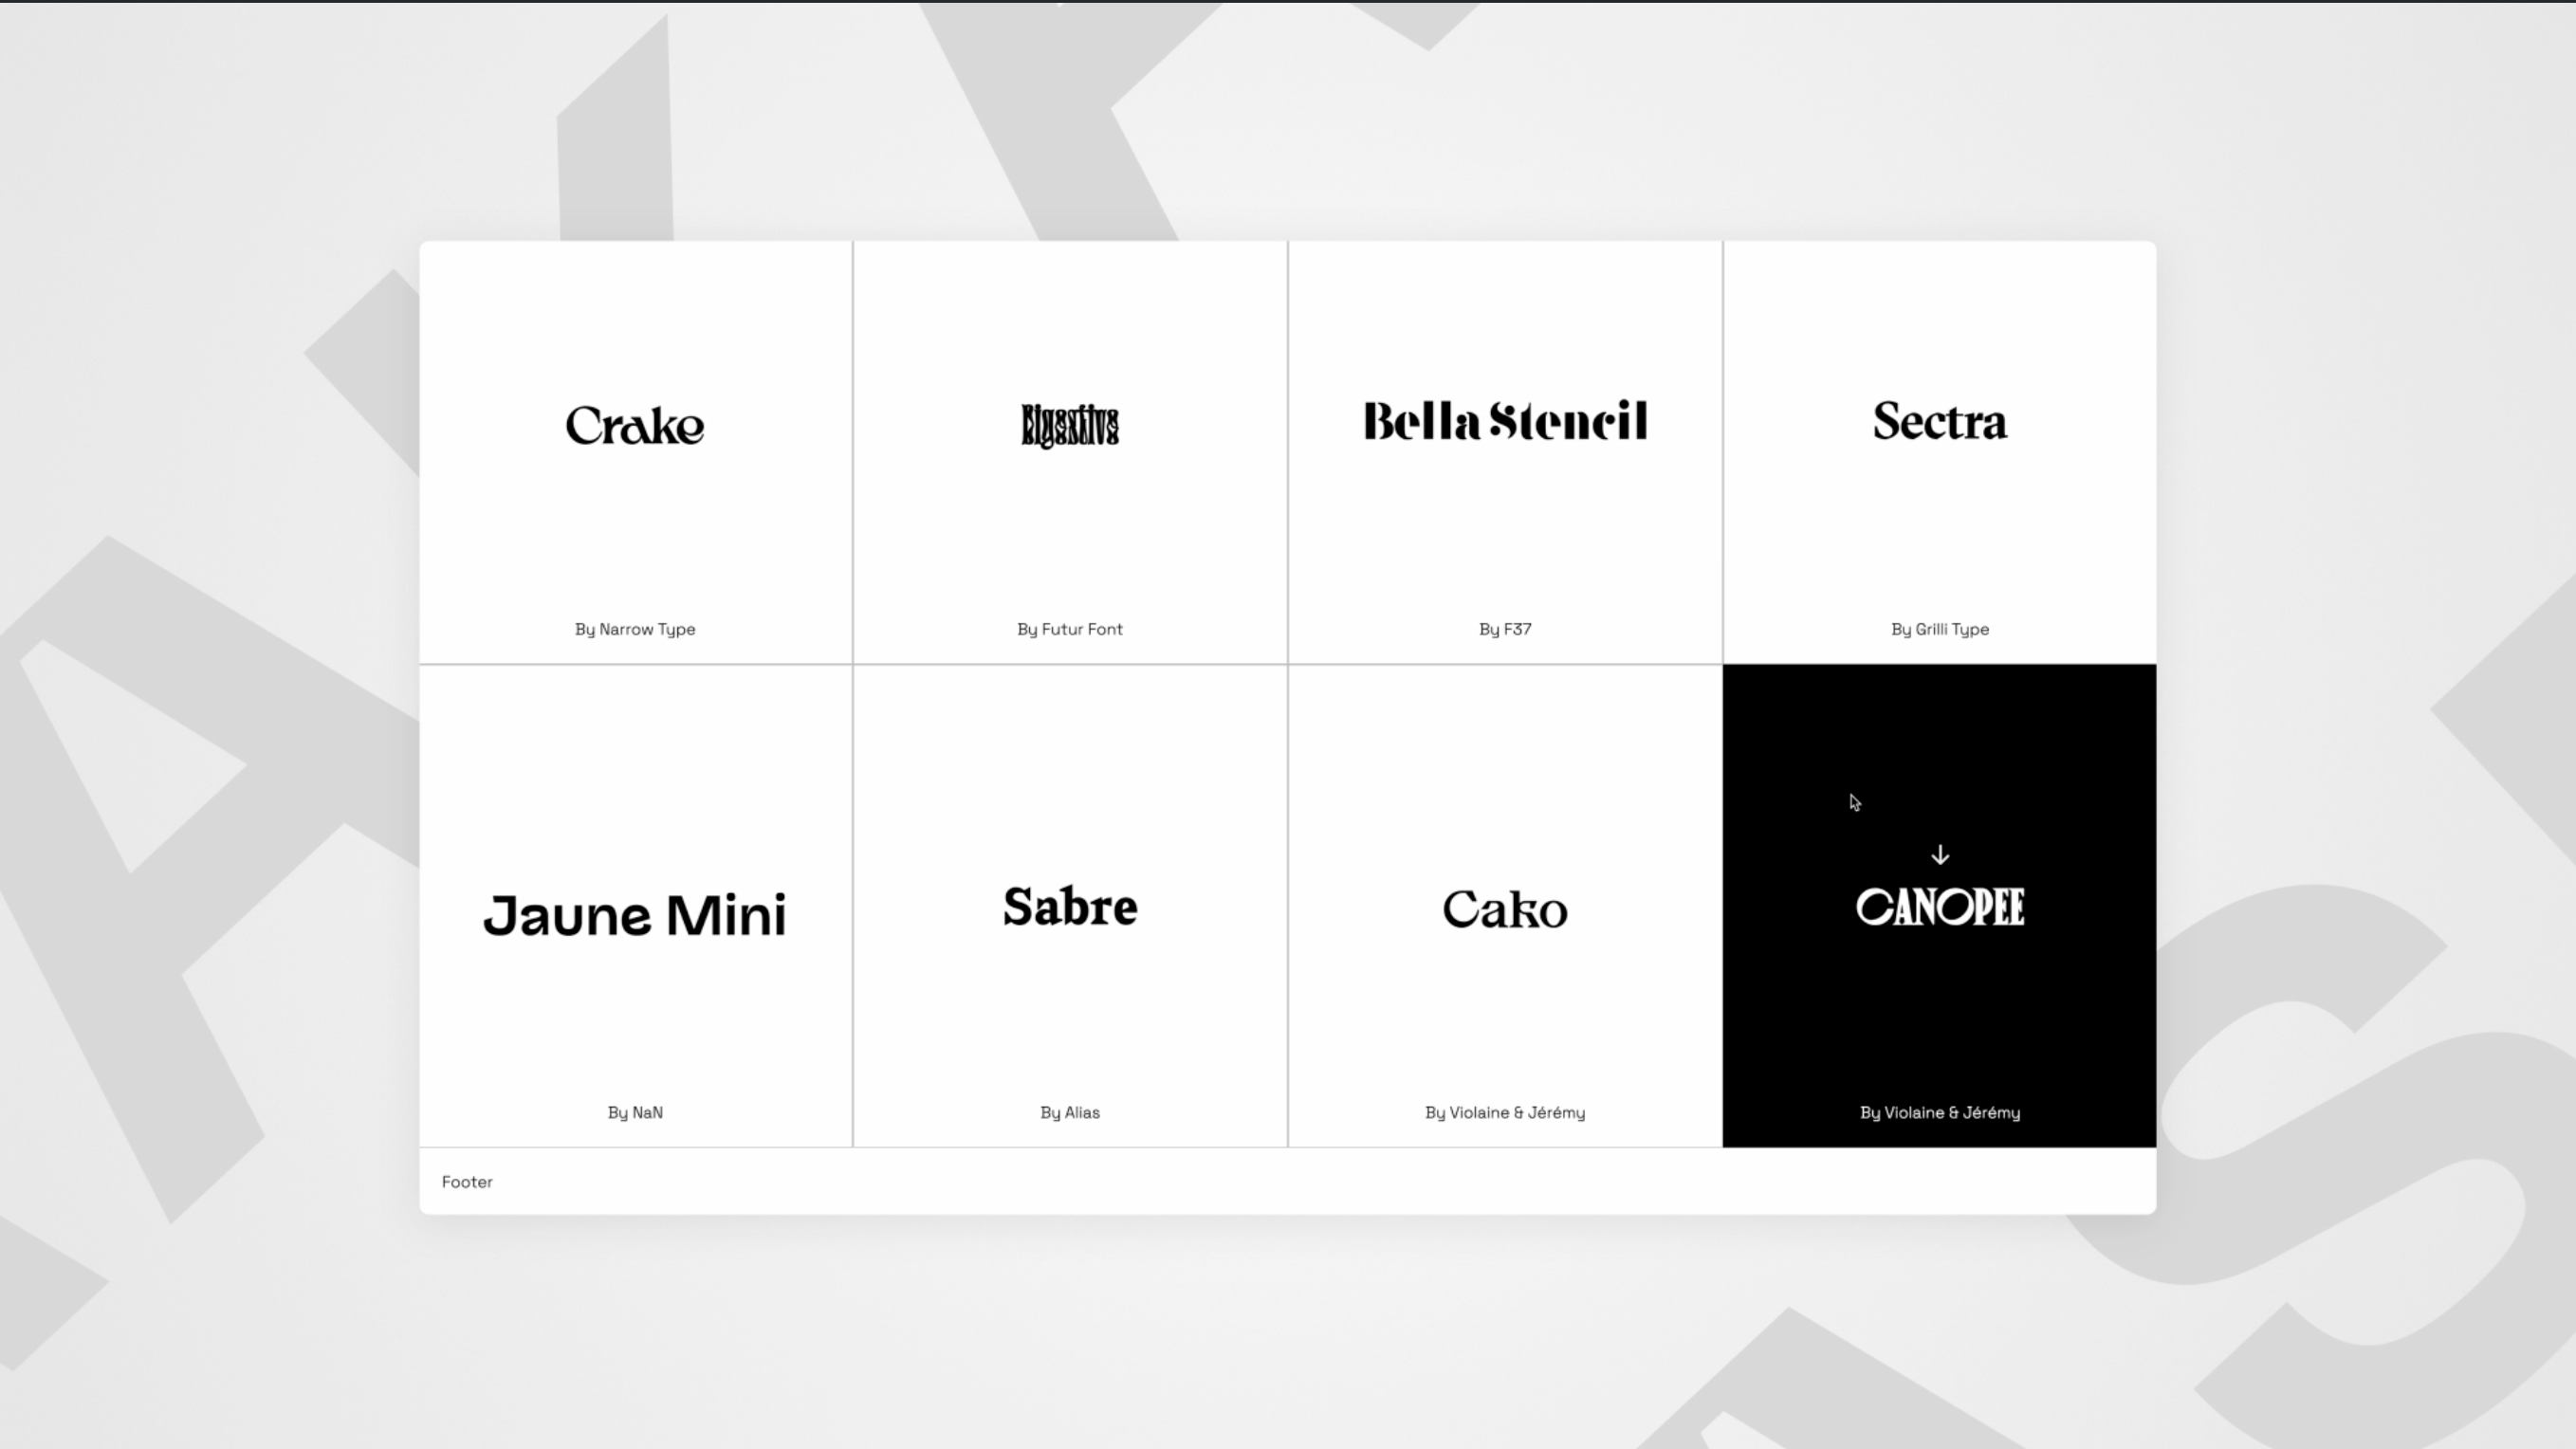 Crake
Digestive
Bella Stencil
Sectra
By Narrow Type
By Futur Font
By F37
By Grilli Type
Jaune Mini
Sabre
Cako
CANOPEE
By NaN
By Alias
By Violaine & Jérémy
By Violaine & Jérémy
Footer